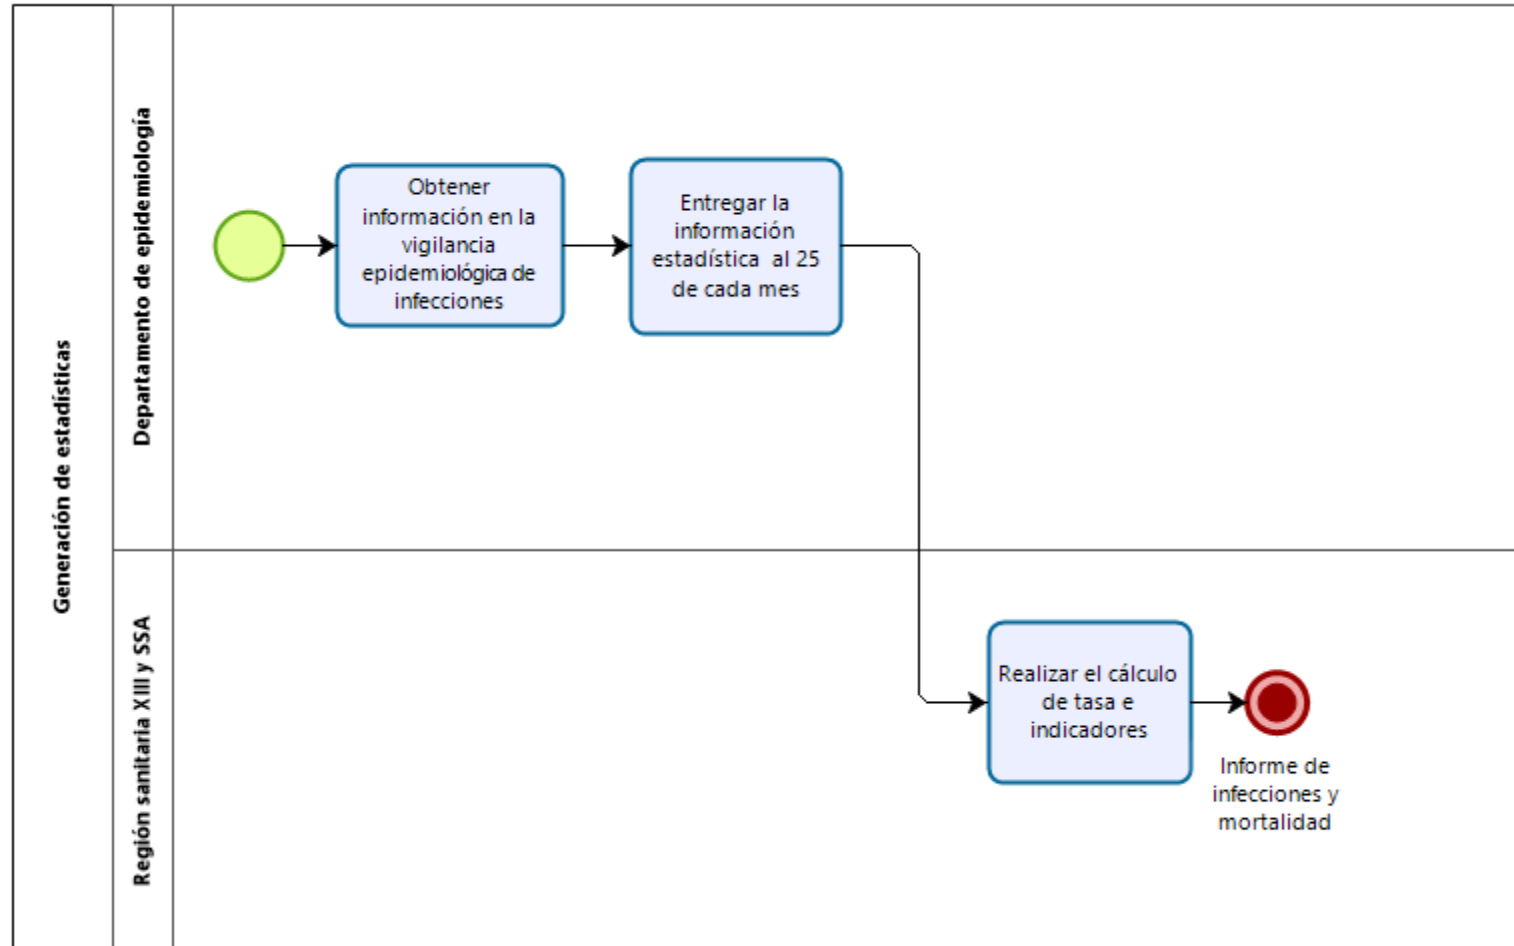 Generación de estadísticas
Departamento de epidemiología
Obtener
información en la
vigilancia
epidemiológica de
infecciones
Entregar la
información
estadística  al 25
de cada mes
Región sanitaria XIII y SSA
Realizar el cálculo
de tasa e
indicadores
Informe de
infecciones y
mortalidad